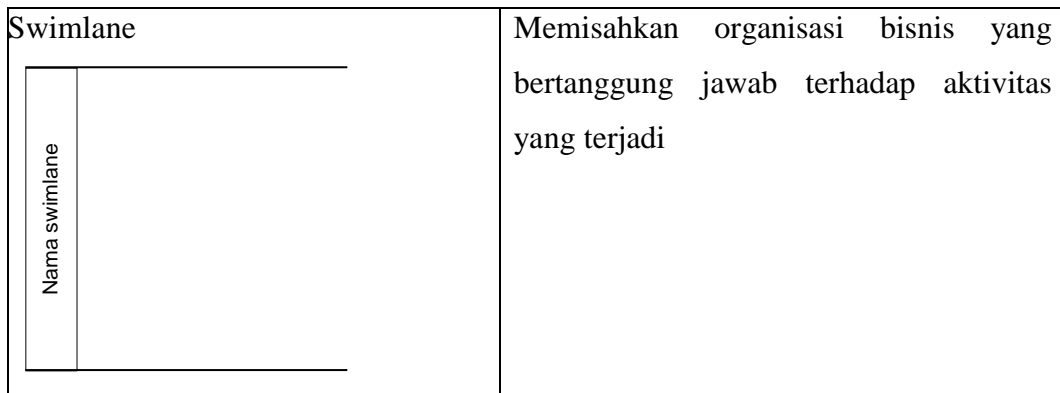 Swimlane
Nama swimlane
Memisahkan organisasi bisnis yang
bertanggung jawab terhadap aktivitas
yang terjadi